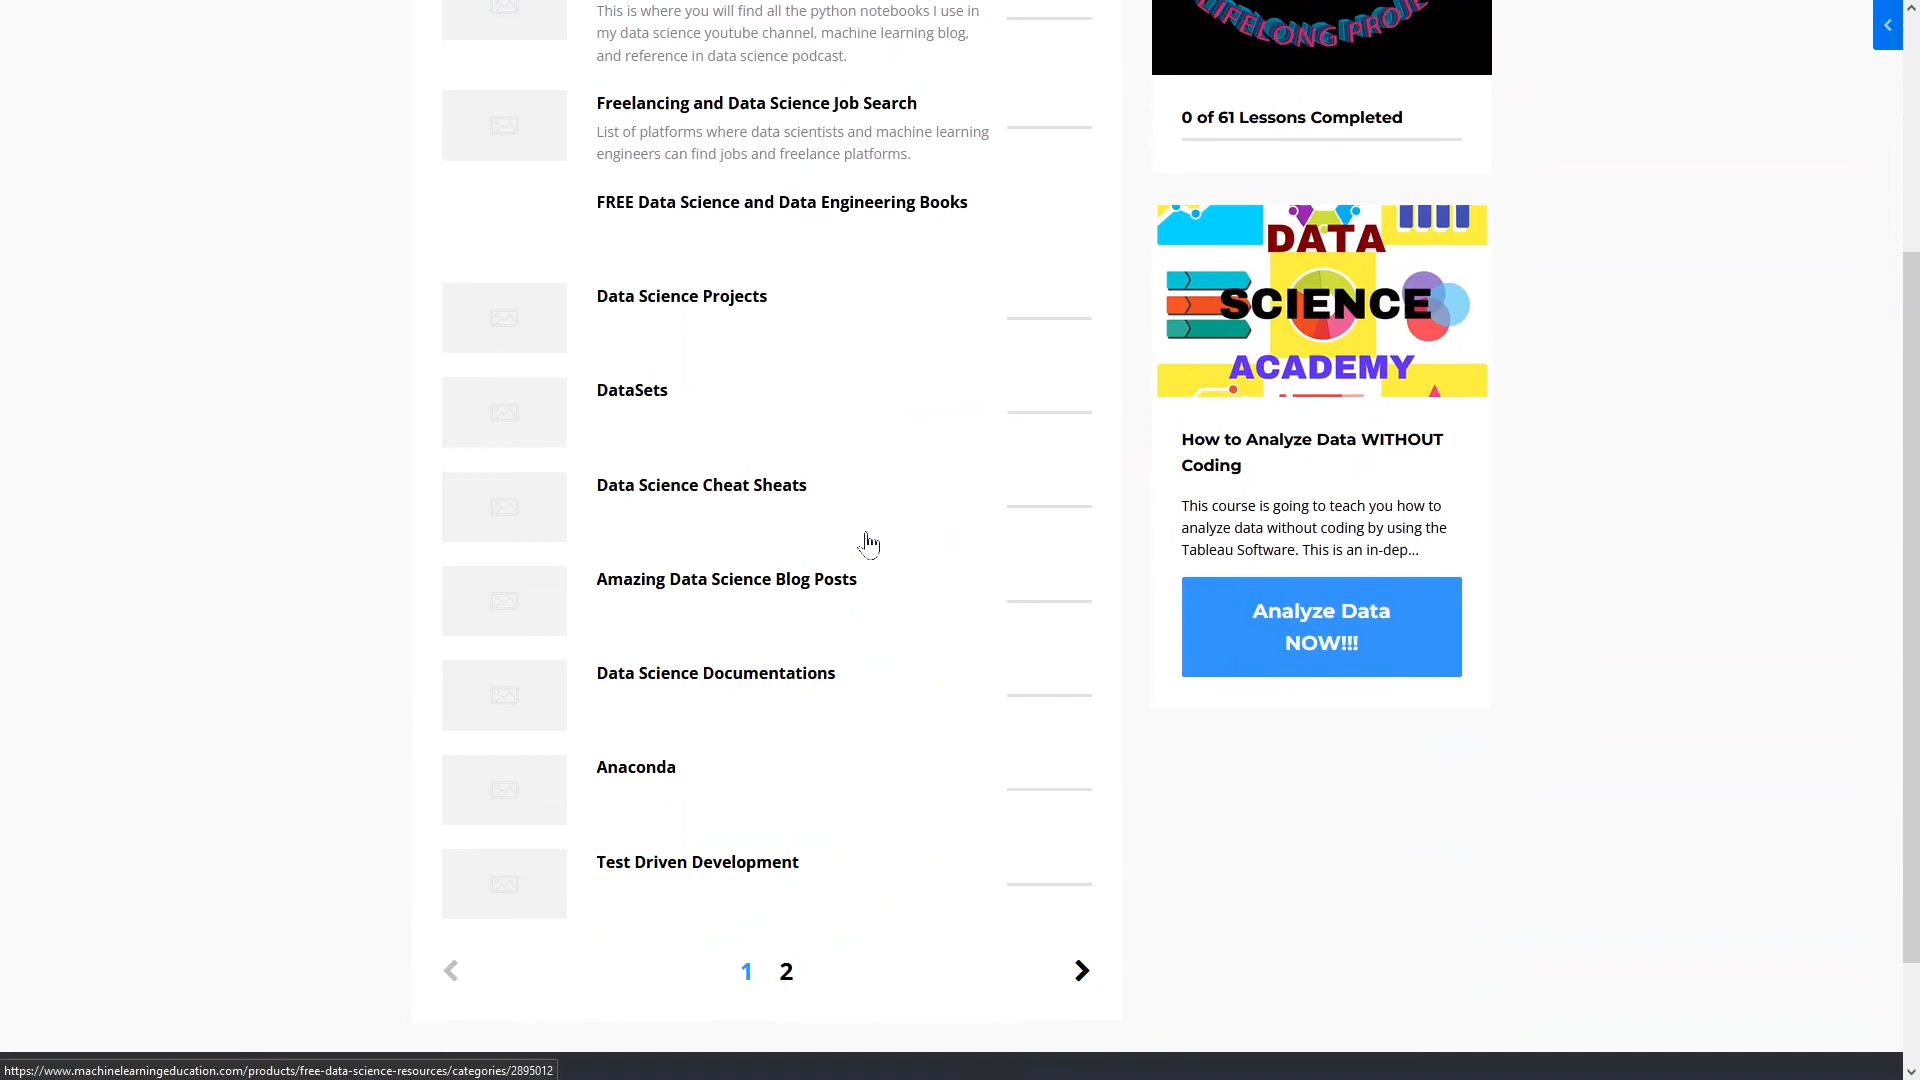 This is where you will find all the python notebooks I use in
my data science youtube channel, machine learning blog,
and reference in data science podcast.
Freelancing and Data Science Job Search
List of platforms where data scientists and machine learning
engineers can find jobs and freelance platforms.
FREE Data Science and Data Engineering Books
Data Science Projects
DataSets
Data Science Cheat Sheats
Amazing Data Science Blog Posts
Data Science Documentations
Anaconda
Test Driven Development
1 2
LIFELONG PROJE
0 of 61 Lessons Completed
DATA
SCIENCE
ACADEMY
How to Analyze Data WITHOUT
Coding
This course is going to teach you how to
analyze data without coding by using the
Tableau Software. This is an in-dep...
Analyze Data
NOW!!!
https://www.machinelearningeducation.com/products/free-data-science-resources/categories/2895012